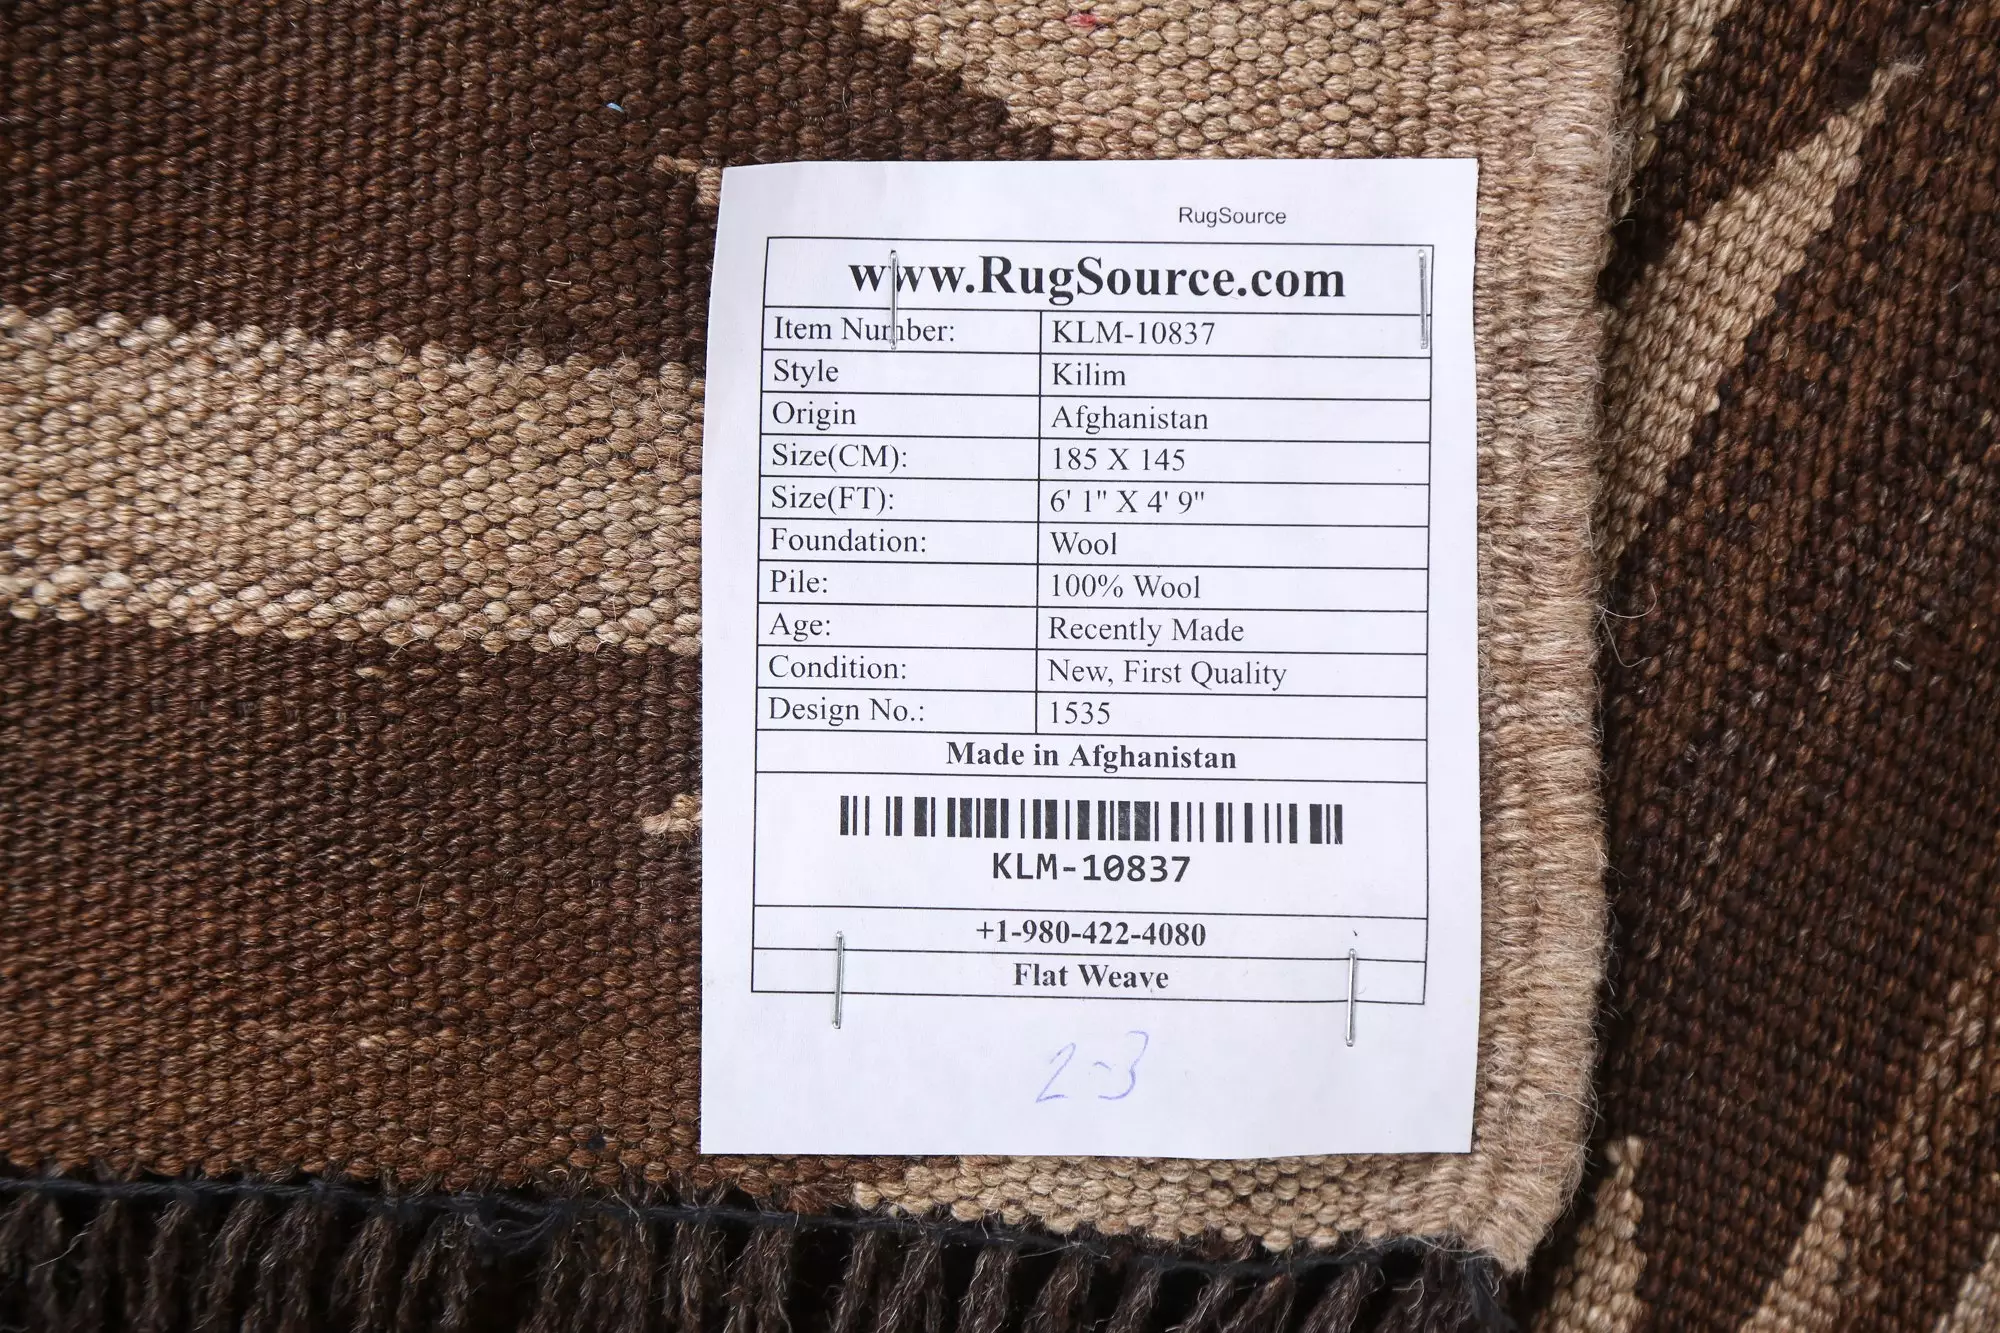 RugSource
www.RugSource.com
Item Number: KLM-10837
Style Kilim
Origin Afghanistan
Size(CM): 185 X 145
Size(FT): 6' 1" X 4' 9"
Foundation: Wool
Pile: 100% Wool
Age: Recently Made
Condition: New, First Quality
Design No.: 1535
Made in Afghanistan
KLM-10837
+1-980-422-4080
Flat Weave
2-3